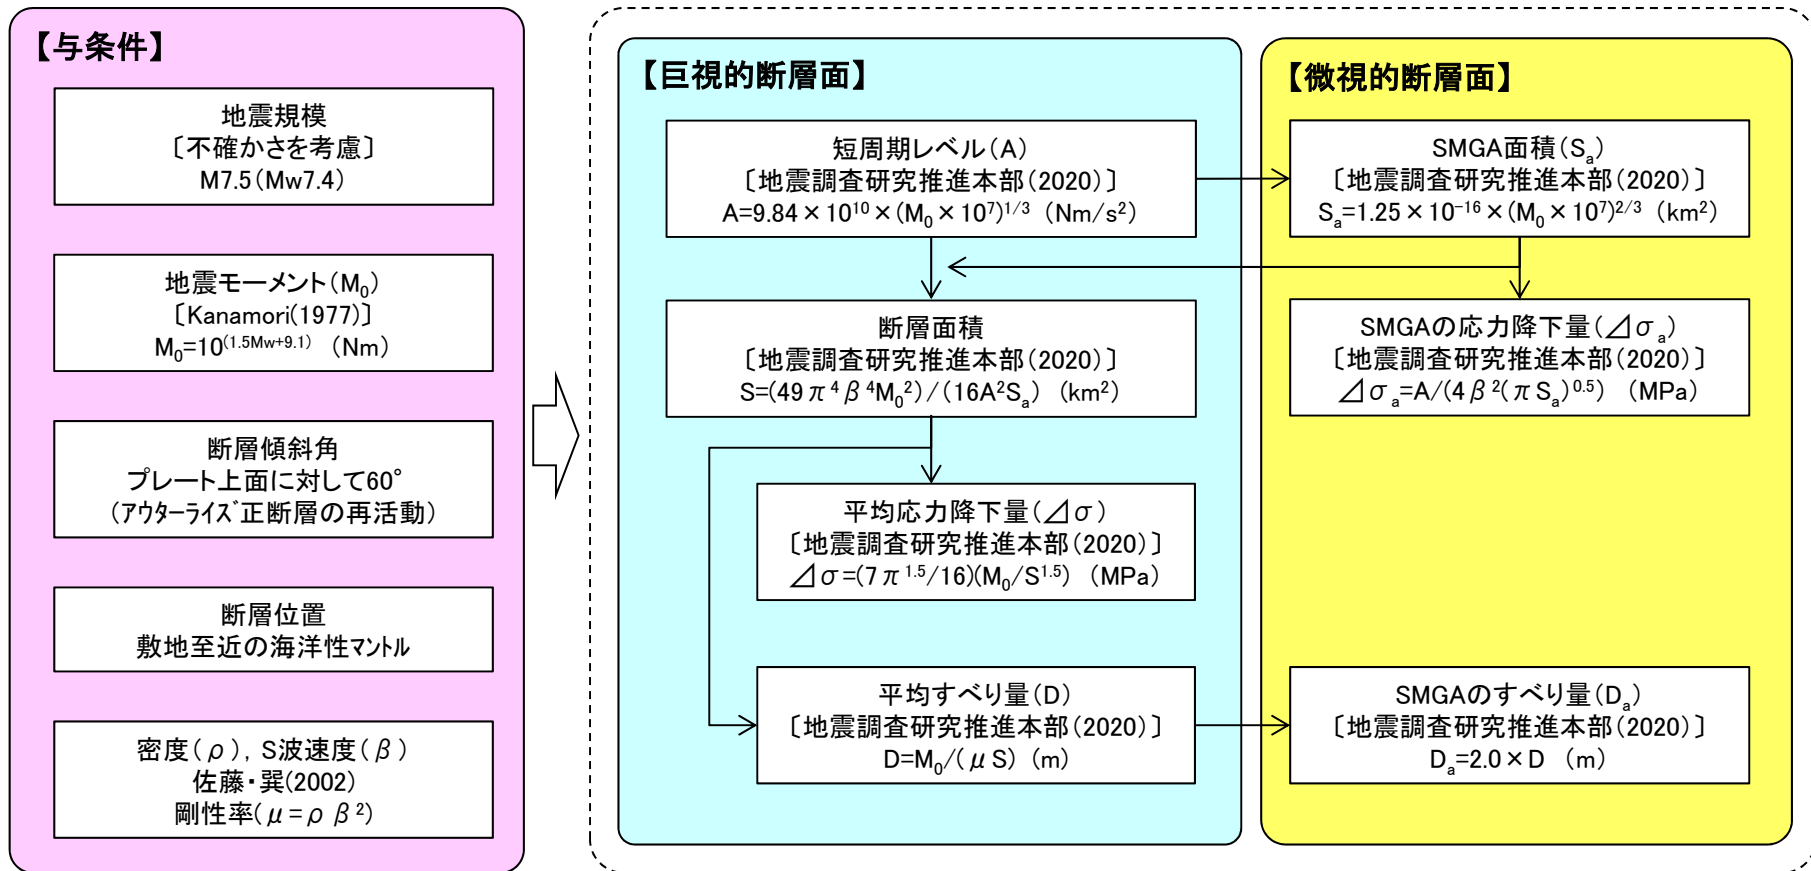 【与条件】
地震規模
〔不確かさを考慮〕
M7.5(Mw7.4)
地震モーメント(M₀)
〔Kanamori(1977)〕
M₀=10⁽¹·⁵ᴹʷ⁺⁹·¹⁾ (Nm)
断層傾斜角
プレート上面に対して60°
(アウターライズ正断層の再活動)
断層位置
敷地至近の海洋性マントル
密度(ρ), S波速度(β)
佐藤・巽(2002)
剛性率(μ=ρβ²)
【巨視的断層面】
短周期レベル(A)
〔地震調査研究推進本部(2020)〕
A=9.84×10¹⁰×(M₀×10⁷)¹/³ (Nm/s²)
断層面積
〔地震調査研究推進本部(2020)〕
S=(49π⁴β⁴M₀²)/(16A²Sₐ) (km²)
平均応力降下量(⊿σ)
〔地震調査研究推進本部(2020)〕
⊿σ=(7π¹·⁵/16)(M₀/S¹·⁵) (MPa)
平均すべり量(D)
〔地震調査研究推進本部(2020)〕
D=M₀/(μS) (m)
【微視的断層面】
SMGA面積(Sₐ)
〔地震調査研究推進本部(2020)〕
Sₐ=1.25×10⁻¹⁶×(M₀×10⁷)²/³ (km²)
SMGAの応力降下量(⊿σₐ)
〔地震調査研究推進本部(2020)〕
⊿σₐ=A/(4β²(πSₐ)⁰·⁵) (MPa)
SMGAのすべり量(Dₐ)
〔地震調査研究推進本部(2020)〕
Dₐ=2.0×D (m)